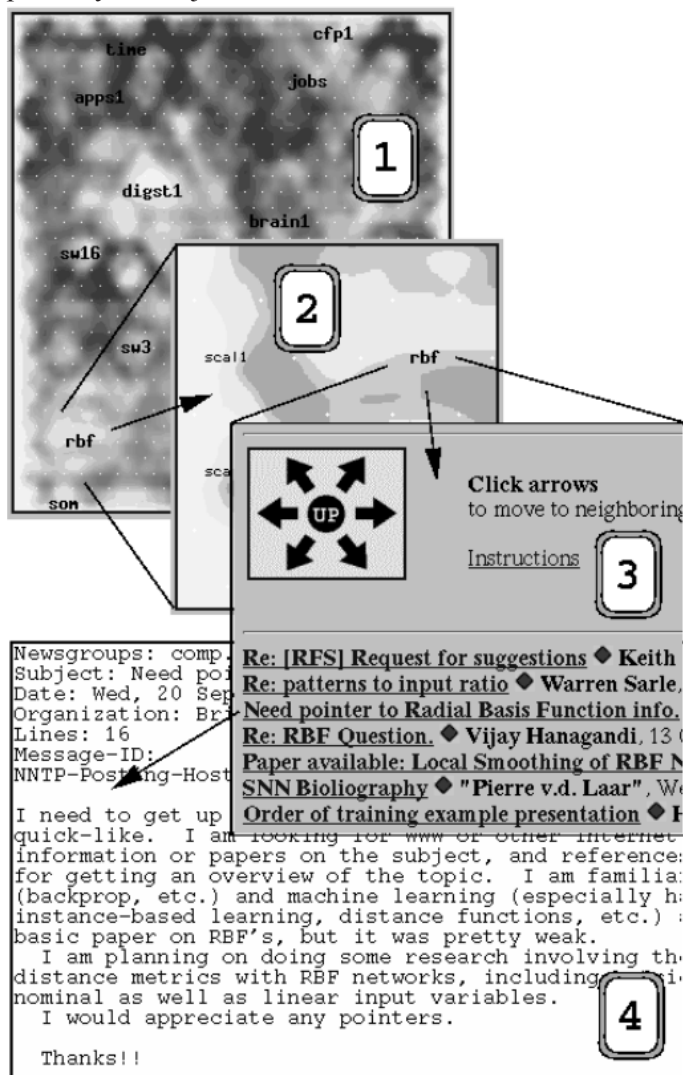 cfp1
time
jobs
apps1
1
digst1
brain1
sw16
2
sw3
scal1
rbf
rbf
sca
som
UP
Click arrows
to move to neighboring
Instructions
3
Newsgroups: comp.
Subject: Need poi
Date: Wed, 20 Sep
Organization: Bri
Lines: 16
Message-ID:
NNTP-Posting-Host
Re: [RFS] Request for suggestions ◆ Keith
Re: patterns to input ratio ◆ Warren Sarle,
Need pointer to Radial Basis Function info.
Re: RBF Question. ◆ Vijay Hanagandi, 13
Paper available: Local Smoothing of RBF N
SNN Bioliography ◆ "Pierre v.d. Laar", We
Order of training example presentation ◆ H
I need to get up
quick-like. I am looking for WWW or other internet
information or papers on the subject, and reference
for getting an overview of the topic. I am familia
(backprop, etc.) and machine learning (especially h
instance-based learning, distance functions, etc.)
basic paper on RBF's, but it was pretty weak.
I am planning on doing some research involving th
distance metrics with RBF networks, including
nominal as well as linear input variables.
I would appreciate any pointers.
Thanks!!
4